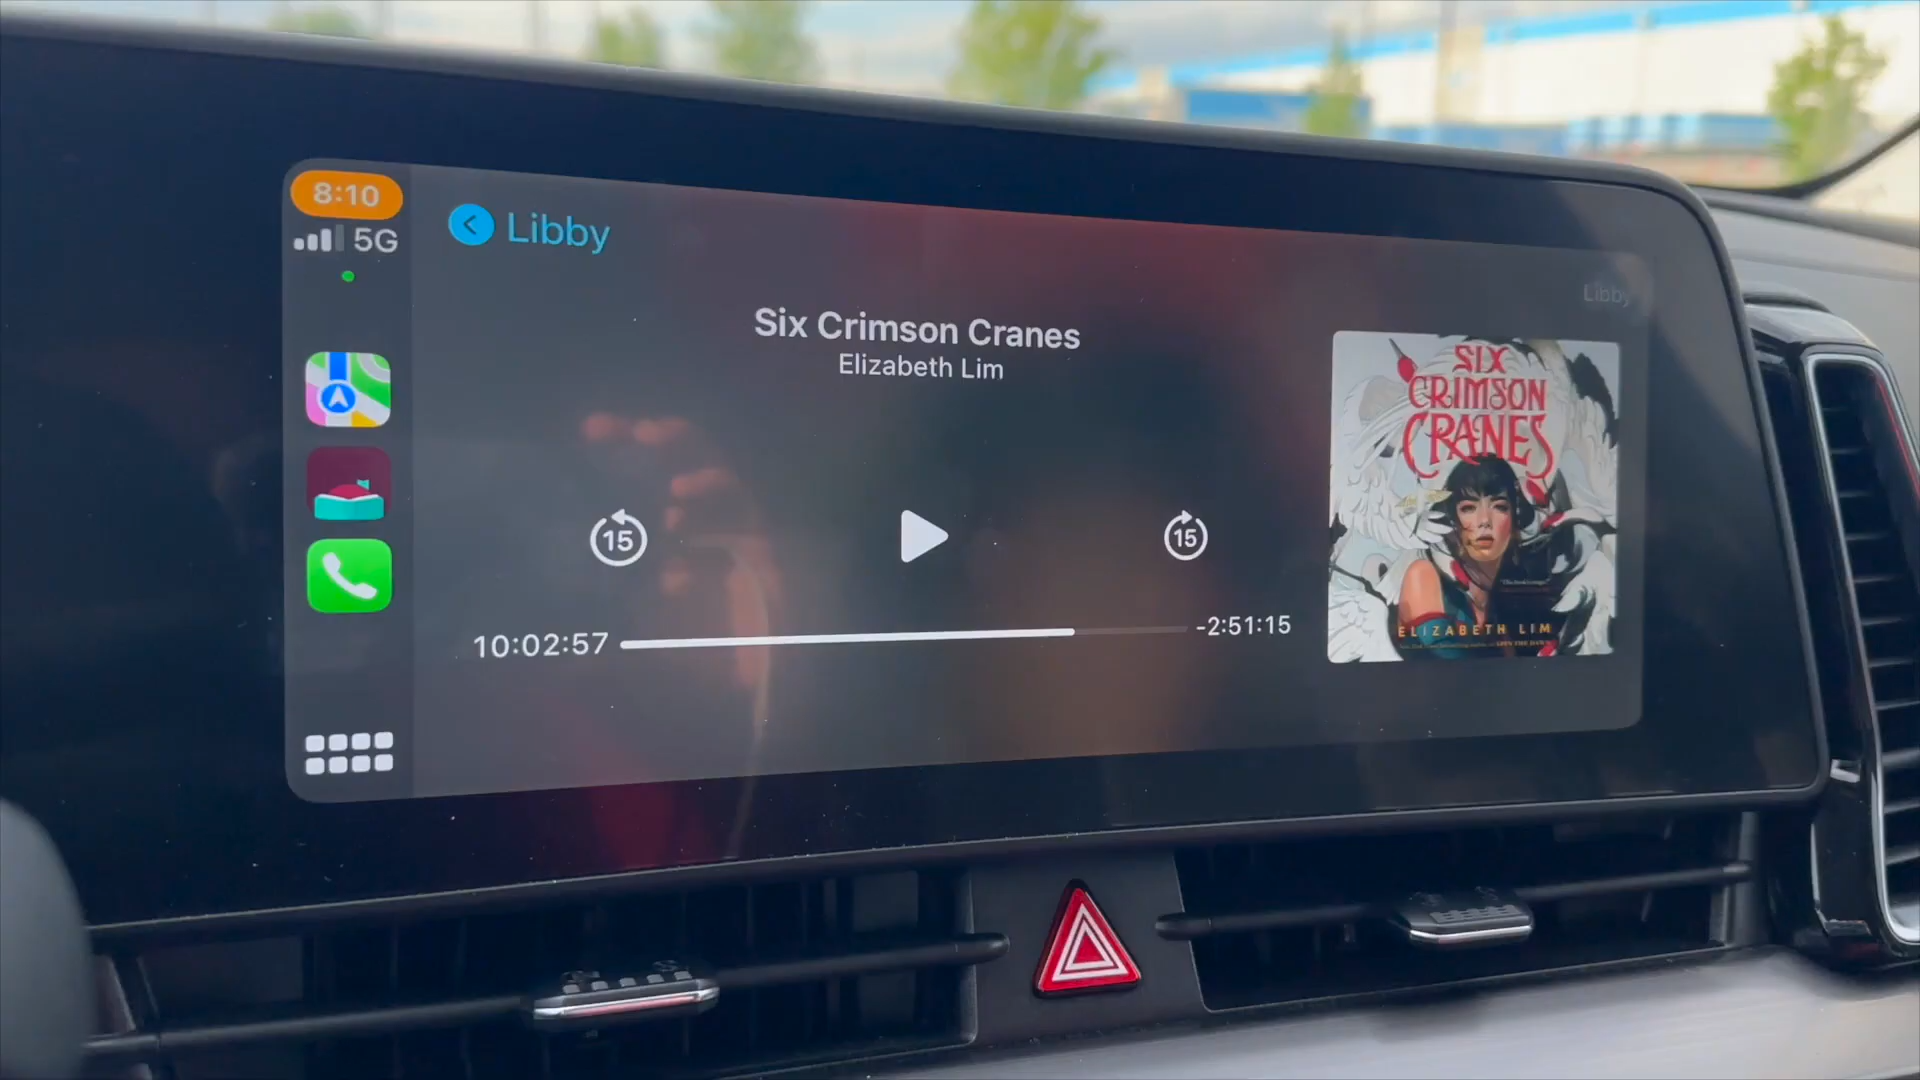 8:10
5G
Libby
Libby
Six Crimson Cranes
Elizabeth Lim
15
15
10:02:57
-2:51:15
SIX
CRIMSON
CRANES
ELIZABETH LIM